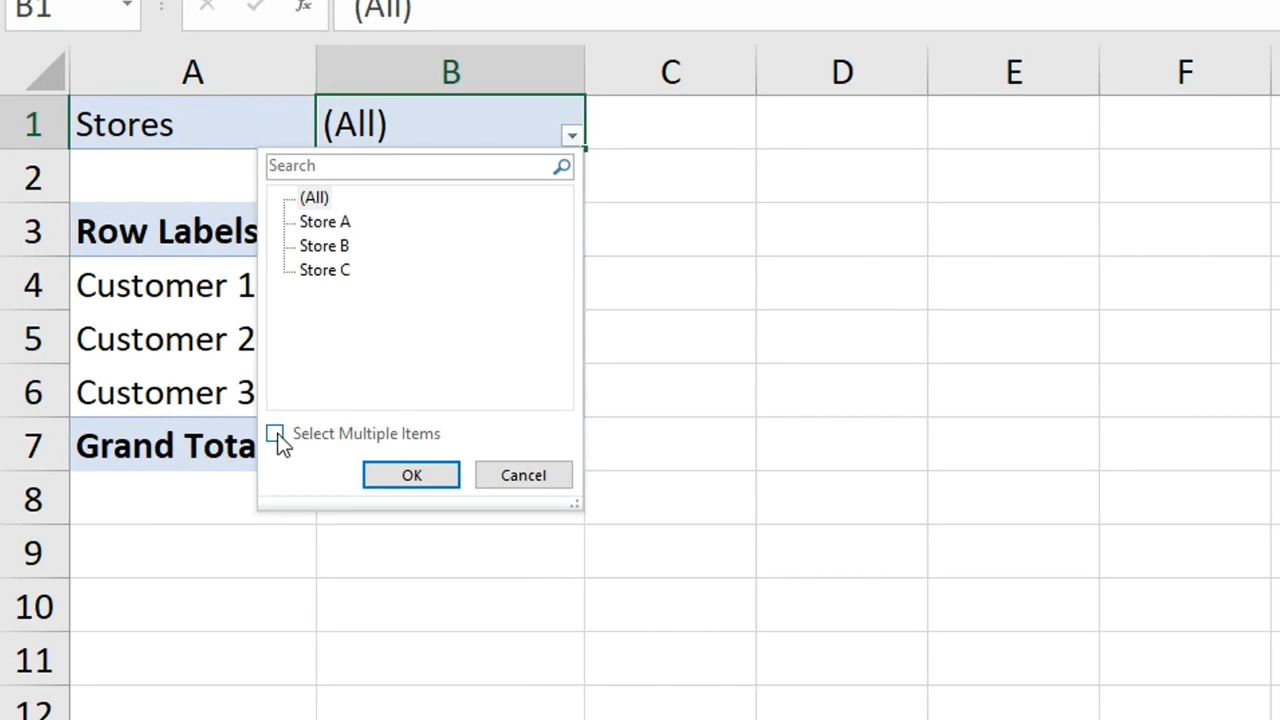 B1 fx (All)
A B C D E F
1 Stores (All)
2 Search
(All)
3 Row Labels Store A
Store B
4 Customer 1 Store C
5 Customer 2
6 Customer 3
7 Grand Tota Select Multiple Items
OK Cancel
8
9
10
11
12